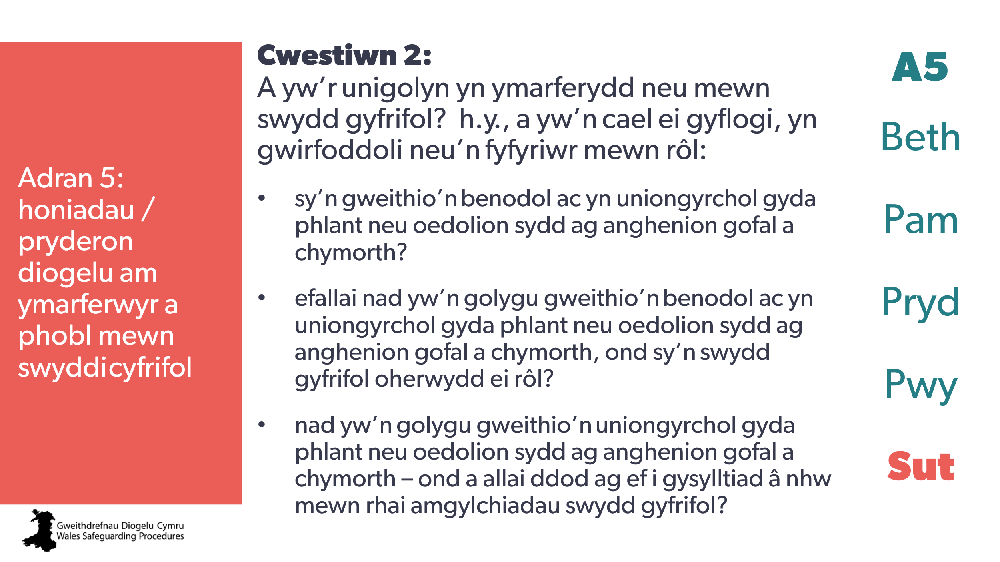 Adran 5:
honiadau /
pryderon
diogelu am
ymarferwyr a
phobl mewn
swyddi cyfrifol
Cwestiwn 2:
A yw’r unigolyn yn ymarferydd neu mewn
swydd gyfrifol? h.y., a yw’n cael ei gyflogi, yn
gwirfoddoli neu’n fyfyriwr mewn rôl:
• sy’n gweithio’n benodol ac yn uniongyrchol gyda
phlant neu oedolion sydd ag anghenion gofal a
chymorth?
• efallai nad yw’n golygu gweithio’n benodol ac yn
uniongyrchol gyda phlant neu oedolion sydd ag
anghenion gofal a chymorth, ond sy’n swydd
gyfrifol oherwydd ei rôl?
• nad yw’n golygu gweithio’n uniongyrchol gyda
phlant neu oedolion sydd ag anghenion gofal a
chymorth – ond a allai ddod ag ef i gysylltiad â nhw
mewn rhai amgylchiadau swydd gyfrifol?
A5
Beth
Pam
Pryd
Pwy
Sut
Gweithdrefnau Diogelu Cymru
Wales Safeguarding Procedures